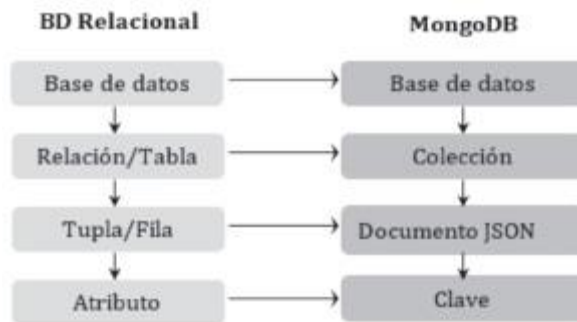 BD Relacional
MongoDB
Base de datos
Base de datos
Relación/Tabla
Colección
Tupla/Fila
Documento JSON
Atributo
Clave